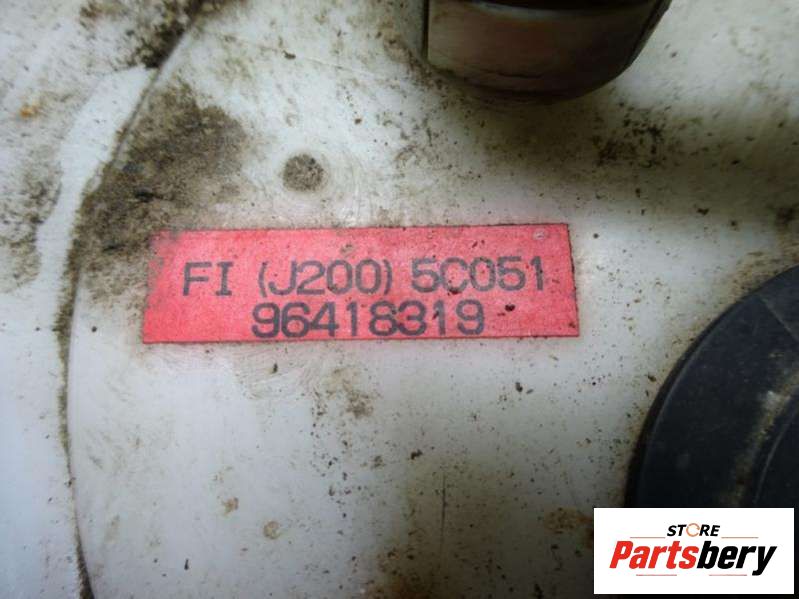 FI (J200) 5C051
96418319
STORE
Partsbery